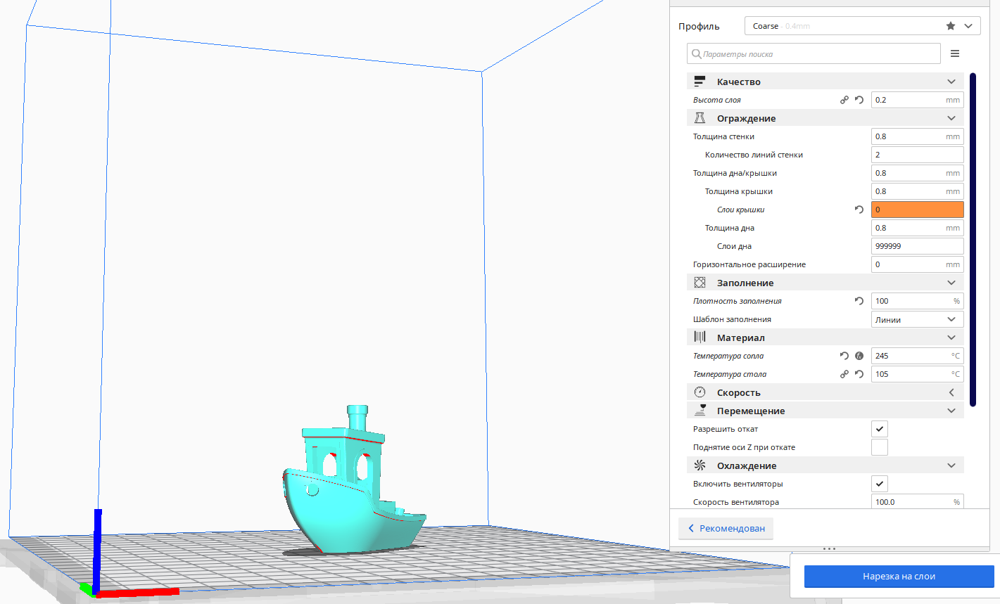 Профиль Coarse - 0.4mm
Параметры поиска
Качество
Высота слоя 0.2 mm
Ограждение
Толщина стенки 0.8 mm
Количество линий стенки 2
Толщина дна/крышки 0.8 mm
Толщина крышки 0.8 mm
Слои крышки 0
Толщина дна 0.8 mm
Слои дна 999999
Горизонтальное расширение 0 mm
Заполнение
Плотность заполнения 100 %
Шаблон заполнения Линии
Материал
Температура сопла 245 °C
Температура стола 105 °C
Скорость
Перемещение
Разрешить откат
Поднятие оси Z при откате
Охлаждение
Включить вентиляторы
Скорость вентилятора 100.0 %
Рекомендован
Нарезка на слои